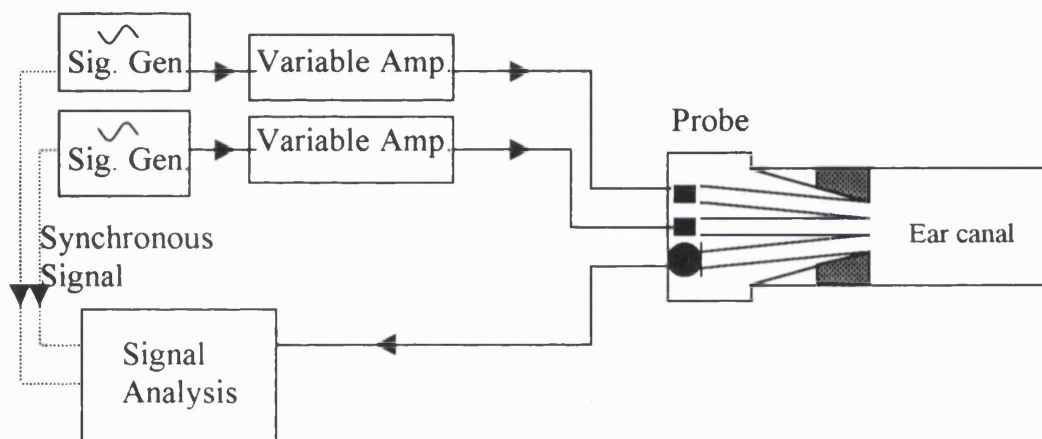 Sig. Gen.
Variable Amp.
Sig. Gen.
Variable Amp.
Probe
Synchronous
Signal
Ear canal
Signal
Analysis